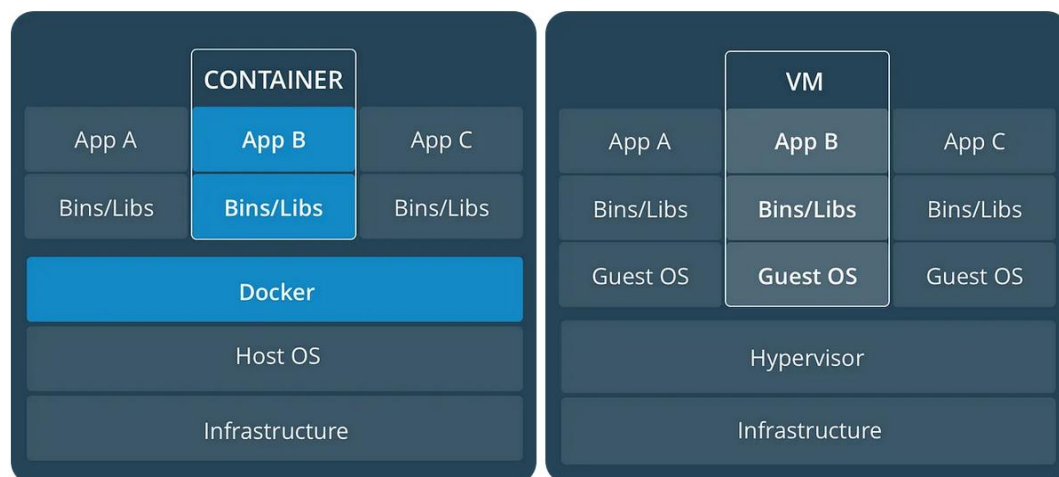 CONTAINER
App A
App B
App C
Bins/Libs
Bins/Libs
Bins/Libs
Docker
Host OS
Infrastructure
VM
App A
App B
App C
Bins/Libs
Bins/Libs
Bins/Libs
Guest OS
Guest OS
Guest OS
Hypervisor
Infrastructure